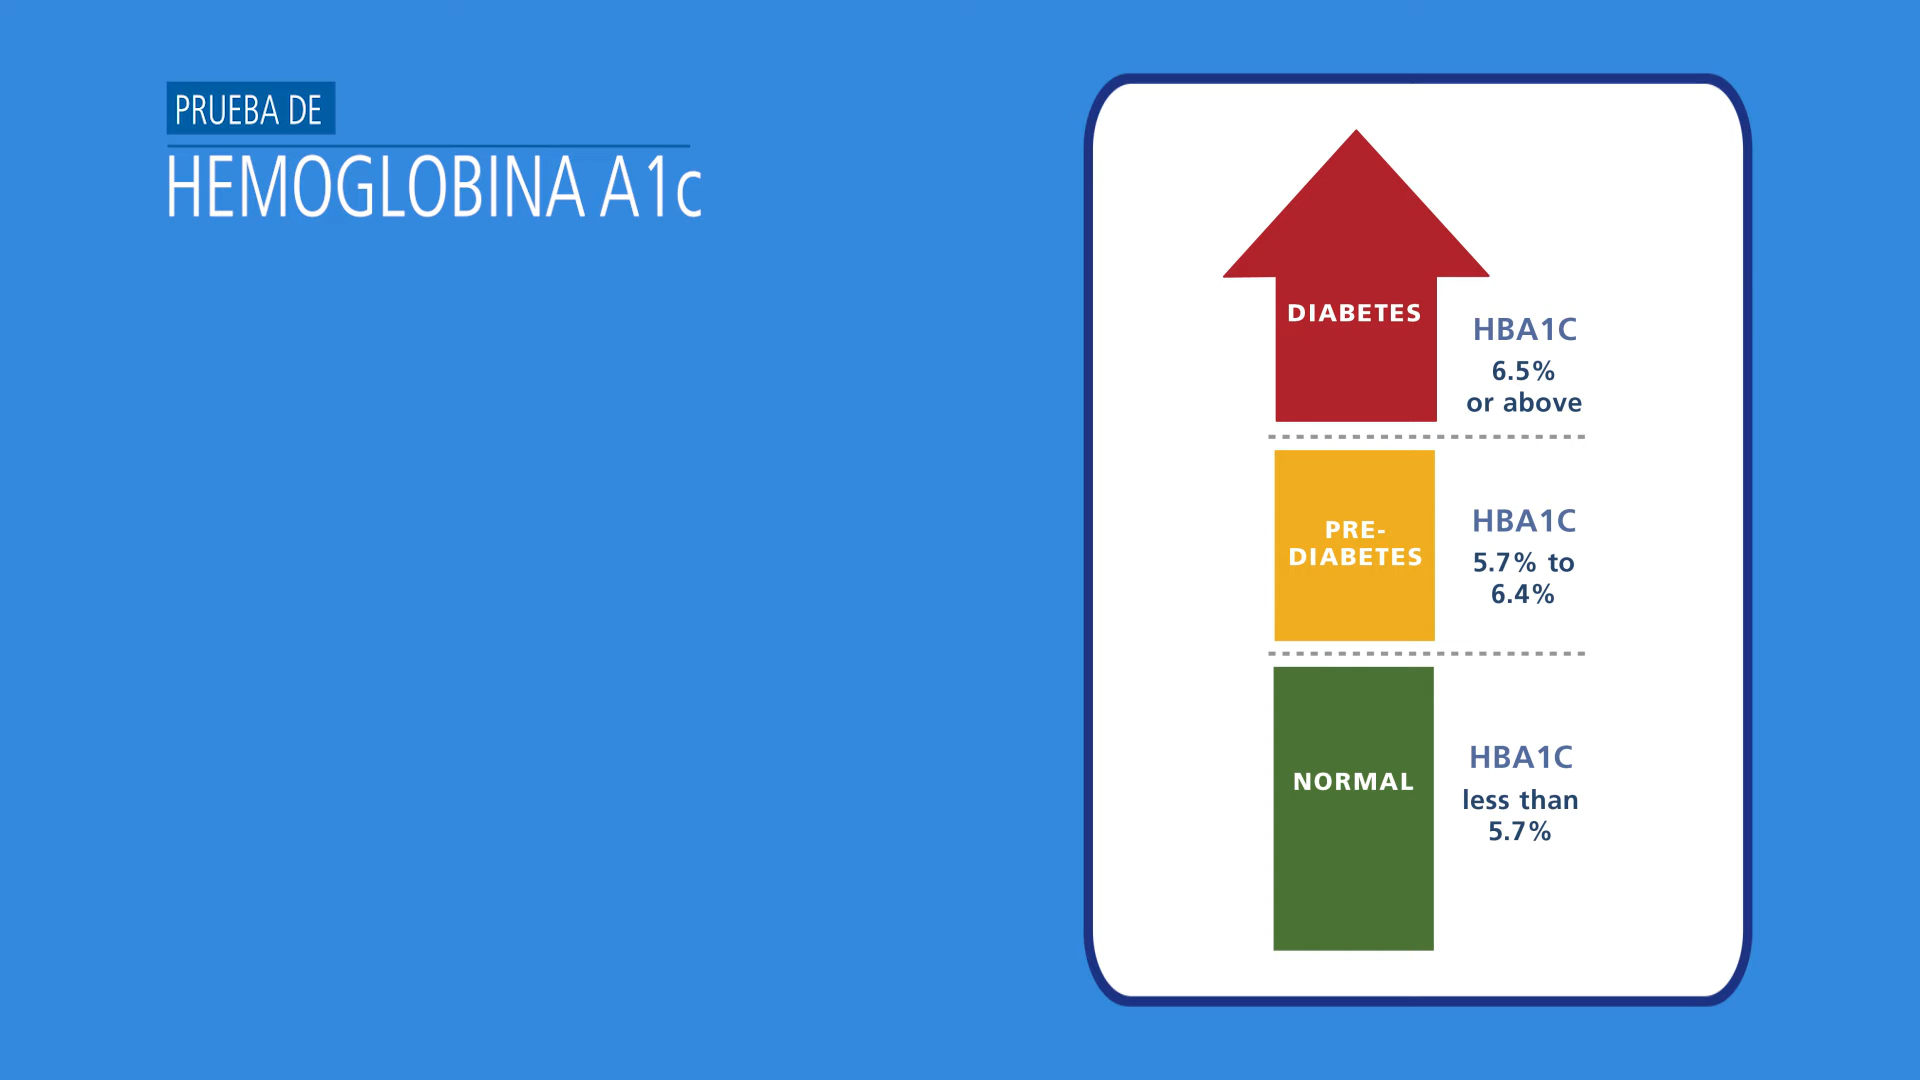 PRUEBA DE
HEMOGLOBINA A1c
DIABETES
HBA1C
6.5%
or above
PRE-
DIABETES
HBA1C
5.7% to
6.4%
NORMAL
HBA1C
less than
5.7%